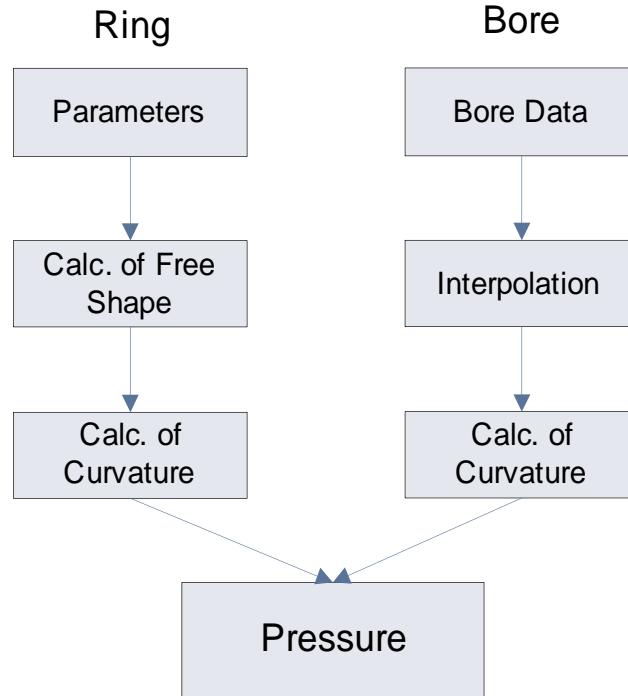 Ring
Parameters
Calc. of Free
Shape
Calc. of
Curvature
Bore
Bore Data
Interpolation
Calc. of
Curvature
Pressure